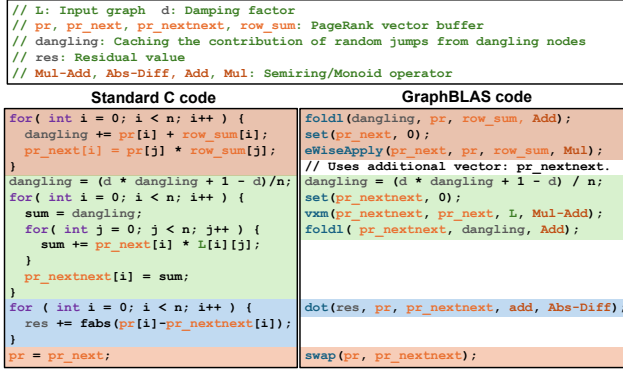 // L: Input graph  d: Damping factor
// pr, pr_next, pr_nextnext, row_sum: PageRank vector buffer
// dangling: Caching the contribution of random jumps from dangling nodes
// res: Residual value
// Mul-Add, Abs-Diff, Add, Mul: Semiring/Monoid operator
Standard C code
for( int i = 0; i < n; i++ ) {
  dangling += pr[i] + row_sum[i];
  pr_next[i] = pr[j] * row_sum[j];
}
dangling = (d * dangling + 1 - d)/n;
for( int i = 0; i < n; i++ ) {
  sum = dangling;
  for( int j = 0; j < n; j++ ) {
    sum += pr_next[i] * L[i][j];
  }
  pr_nextnext[i] = sum;
}
for ( int i = 0; i < n; i++ ) {
  res += fabs(pr[i]-pr_nextnext[i]);
}
pr = pr_next;
GraphBLAS code
foldl(dangling, pr, row_sum, Add);
set(pr_next, 0);
eWiseApply(pr_next, pr, row_sum, Mul);
// Uses additional vector: pr_nextnext.
dangling = (d * dangling + 1 - d) / n;
set(pr_nextnext, 0);
vxm(pr_nextnext, pr_next, L, Mul-Add);
foldl( pr_nextnext, dangling, Add);
dot(res, pr, pr_nextnext, add, Abs-Diff),
swap(pr, pr_nextnext);